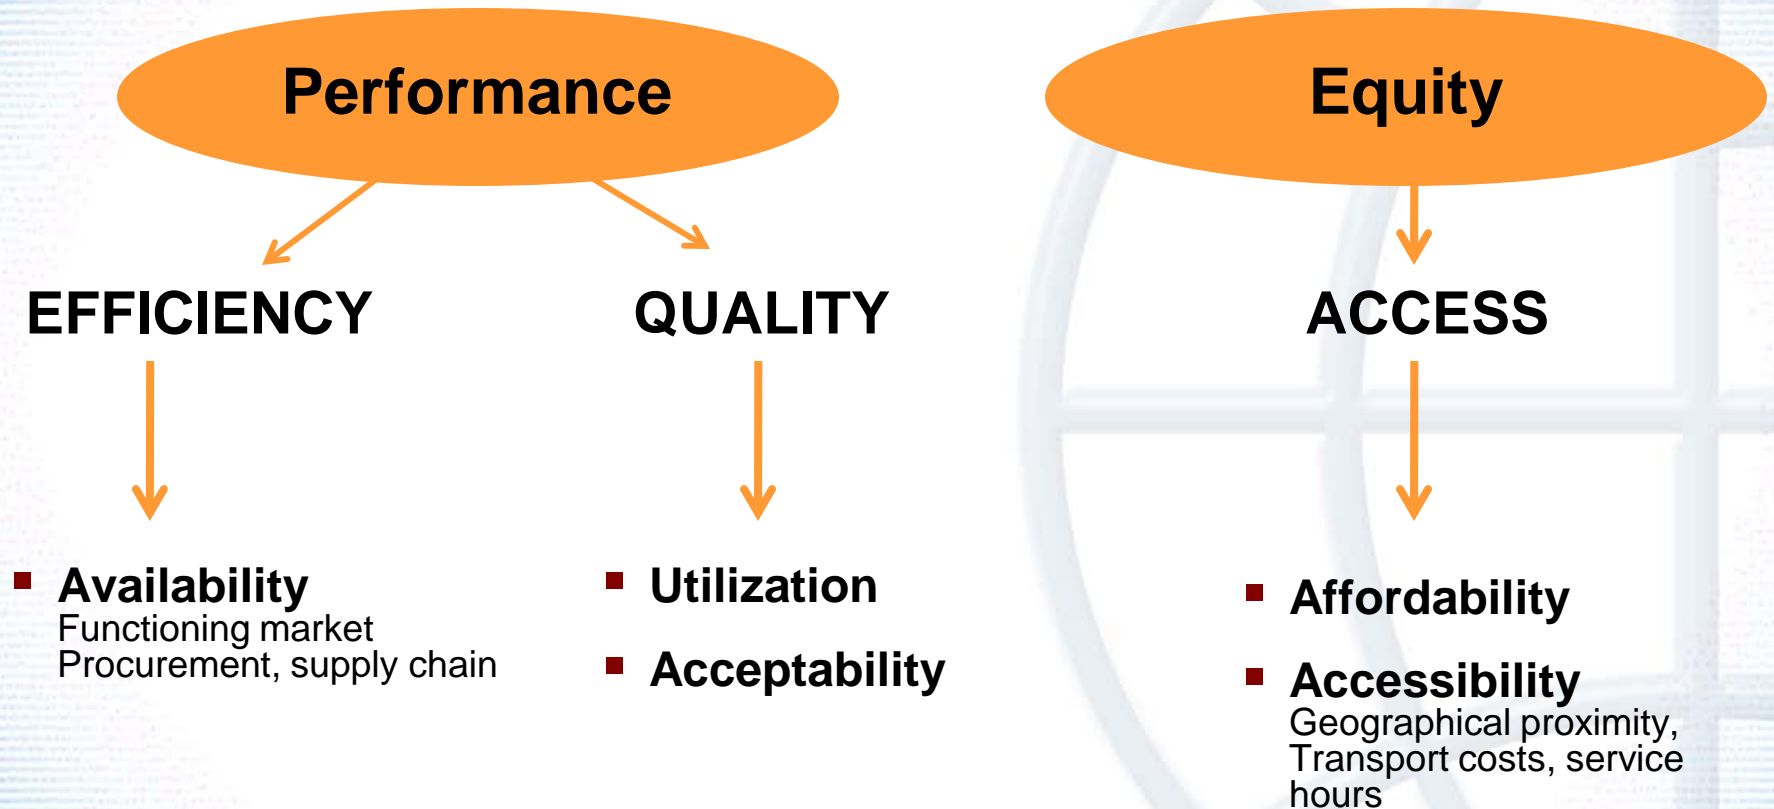 Performance
Equity
EFFICIENCY
QUALITY
ACCESS
Availability
Functioning market
Procurement, supply chain
Utilization
Acceptability
Affordability
Accessibility
Geographical proximity,
Transport costs, service
hours